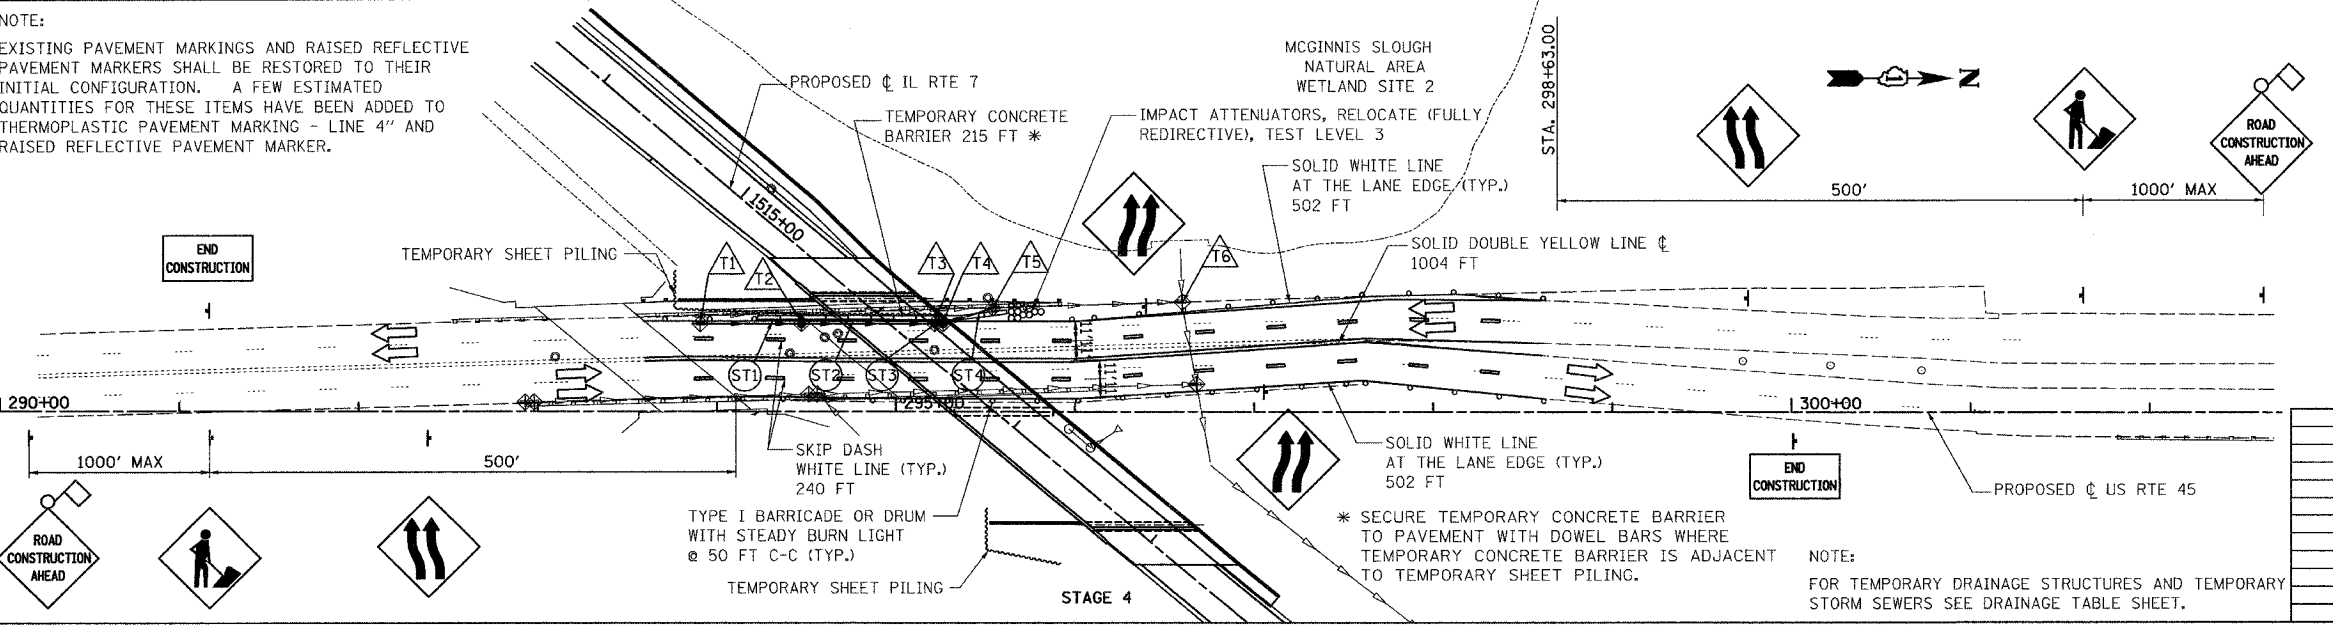 NOTE:
EXISTING PAVEMENT MARKINGS AND RAISED REFLECTIVE
PAVEMENT MARKERS SHALL BE RESTORED TO THEIR
INITIAL CONFIGURATION. A FEW ESTIMATED
QUANTITIES FOR THESE ITEMS HAVE BEEN ADDED TO
THERMOPLASTIC PAVEMENT MARKING - LINE 4" AND
RAISED REFLECTIVE PAVEMENT MARKER.
PROPOSED ℄ IL RTE 7
TEMPORARY CONCRETE
BARRIER 215 FT *
MCGINNIS SLOUGH
NATURAL AREA
WETLAND SITE 2
IMPACT ATTENUATORS, RELOCATE (FULLY
REDIRECTIVE), TEST LEVEL 3
SOLID WHITE LINE
AT THE LANE EDGE (TYP.)
502 FT
STA. 298+63.00
N
ROAD
CONSTRUCTION
AHEAD
500'
1000' MAX
1515+00
END
CONSTRUCTION
TEMPORARY SHEET PILING
T1
T2
T3
T4
T5
T6
SOLID DOUBLE YELLOW LINE ℄
1004 FT
11'
11'
11'
11'
ST1
ST2
ST3
ST4
290+00
295+00
300+00
1000' MAX
500'
SKIP DASH
WHITE LINE (TYP.)
240 FT
SOLID WHITE LINE
AT THE LANE EDGE (TYP.)
502 FT
END
CONSTRUCTION
PROPOSED ℄ US RTE 45
ROAD
CONSTRUCTION
AHEAD
TYPE I BARRICADE OR DRUM
WITH STEADY BURN LIGHT
@ 50 FT C-C (TYP.)
TEMPORARY SHEET PILING
STAGE 4
* SECURE TEMPORARY CONCRETE BARRIER
TO PAVEMENT WITH DOWEL BARS WHERE
TEMPORARY CONCRETE BARRIER IS ADJACENT
TO TEMPORARY SHEET PILING.
NOTE:
FOR TEMPORARY DRAINAGE STRUCTURES AND TEMPORARY
STORM SEWERS SEE DRAINAGE TABLE SHEET.